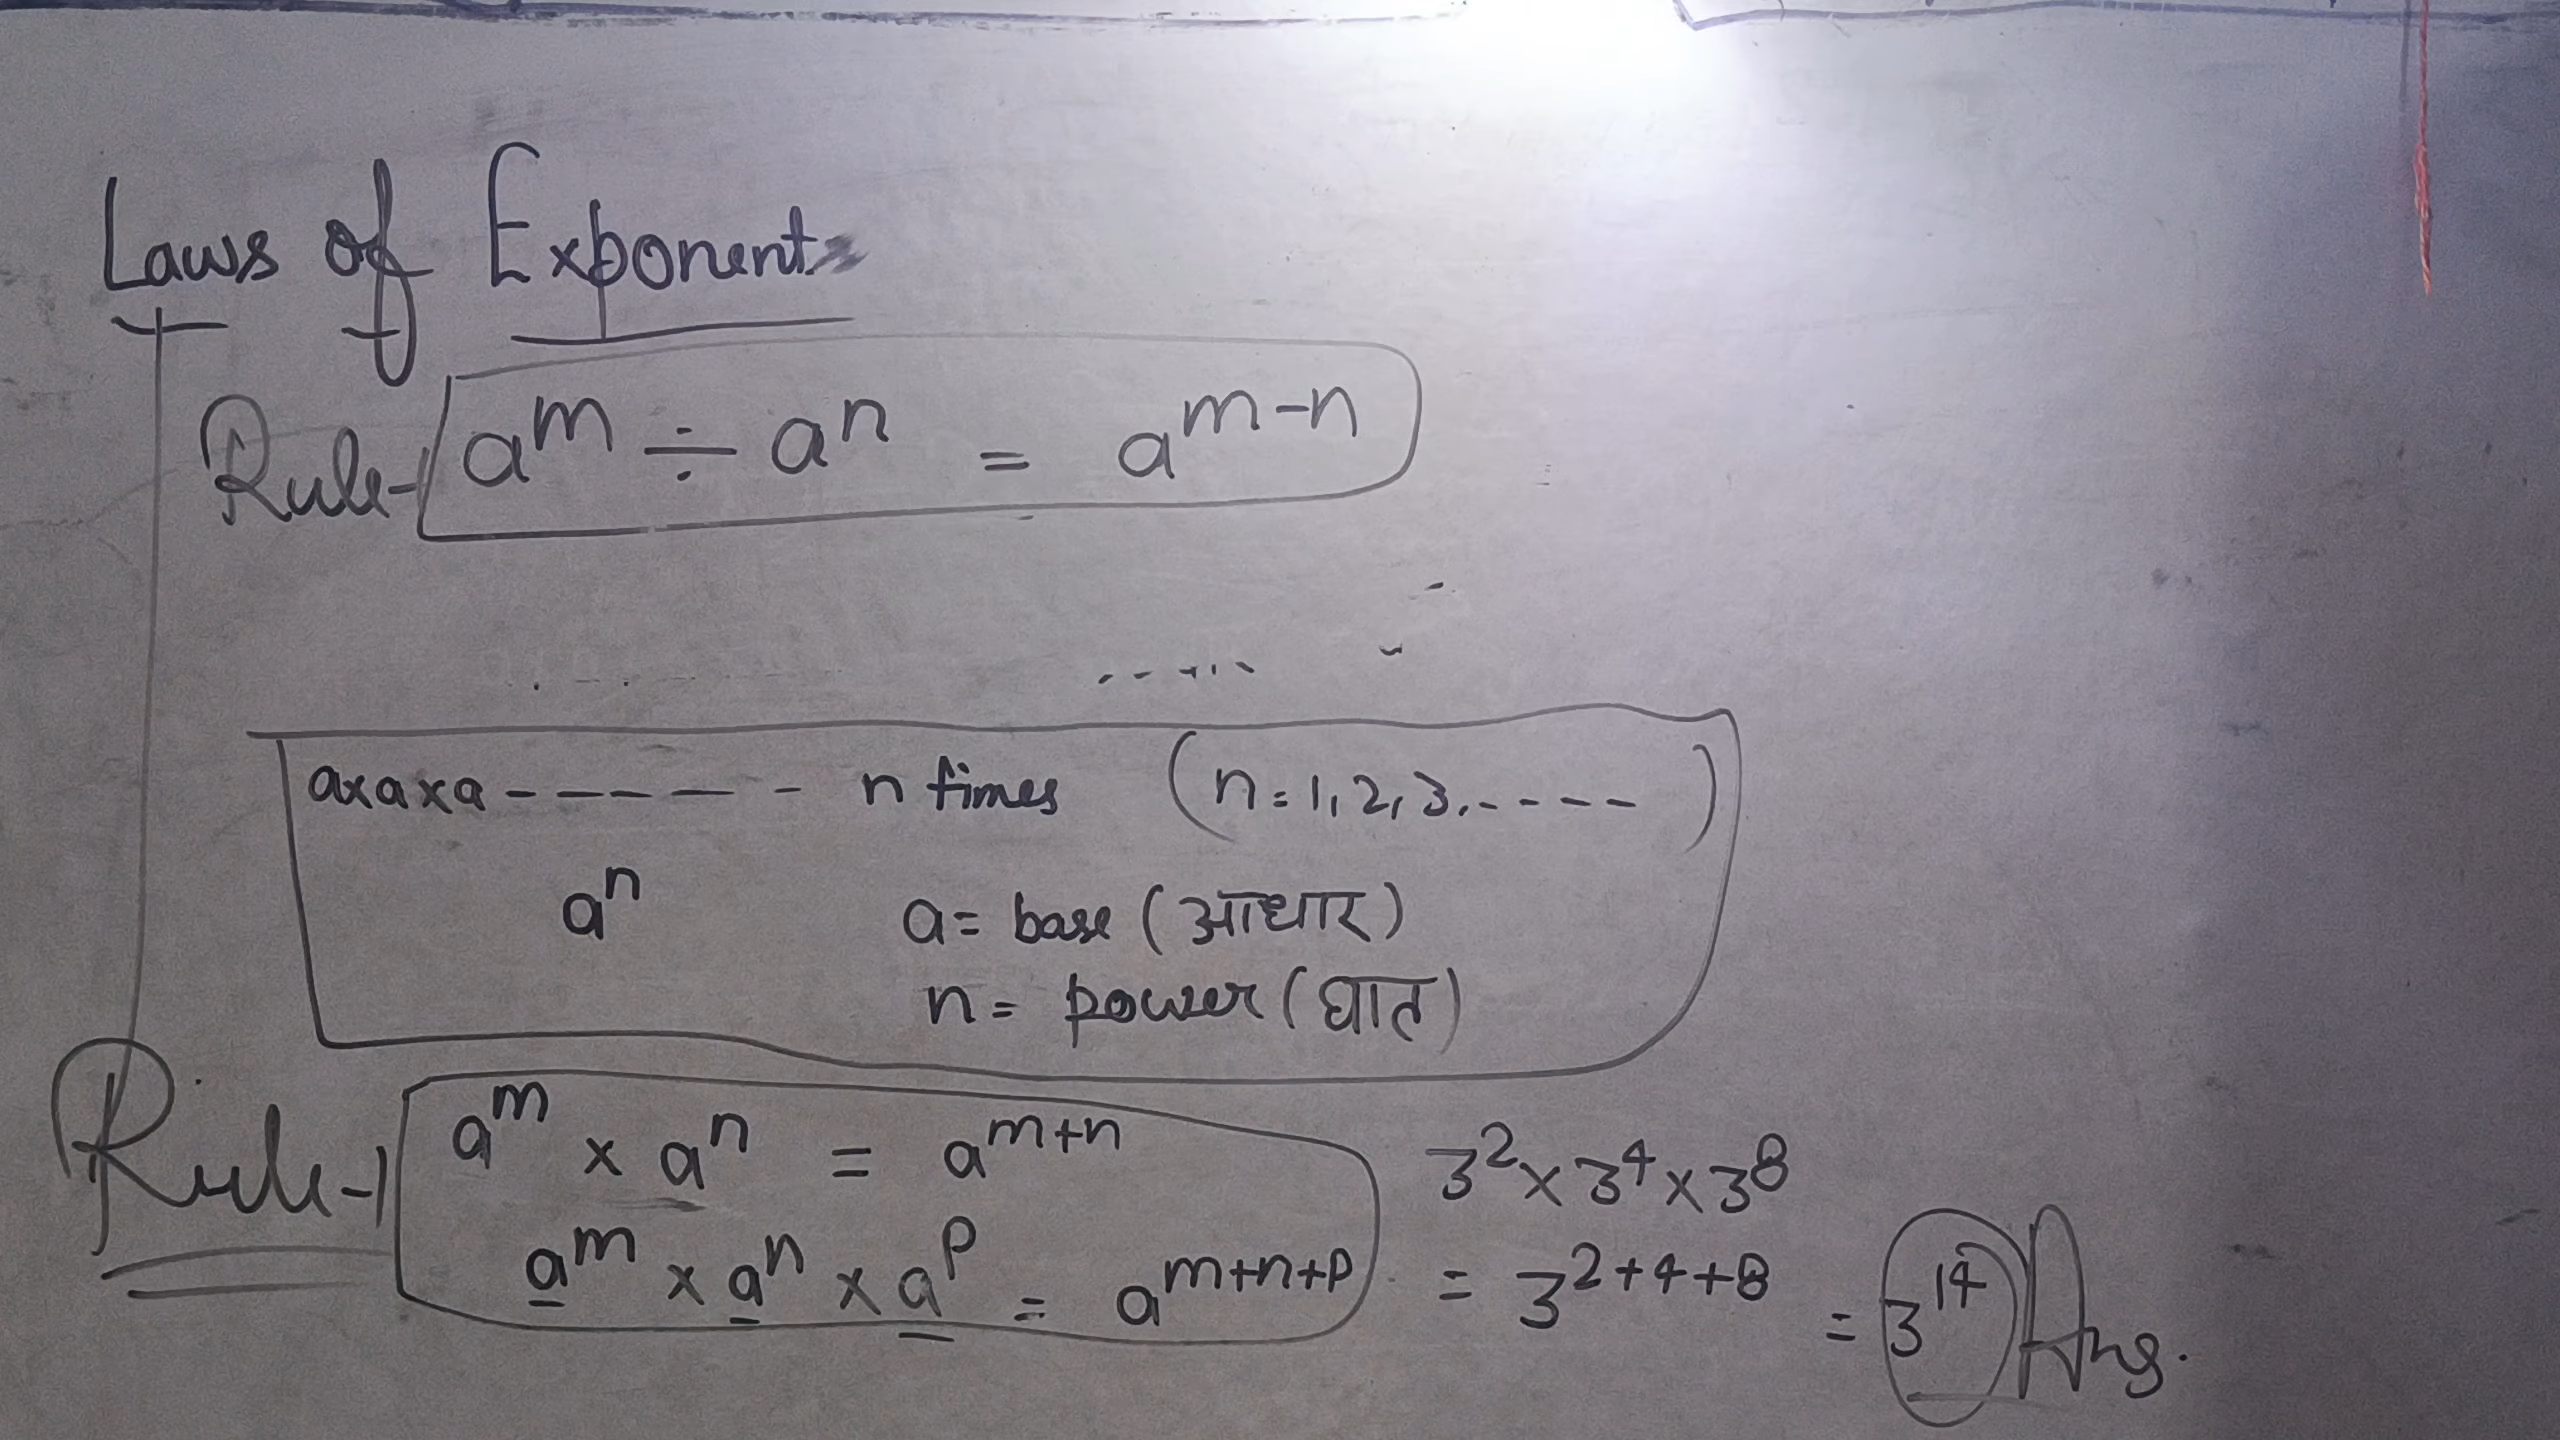 Laws of Exponents
Rule- a^m ÷ a^n = a^(m-n)
axaxa - - - - - - n times (n = 1, 2, 3, - - - - -)
a^n a = base (आधार)
n = power (घात)
Rule-1 a^m × a^n = a^(m+n)
a^m × a^n × a^p = a^(m+n+p)
3^2 × 3^4 × 3^8
= 3^(2+4+8)
= 3^14 Ans.